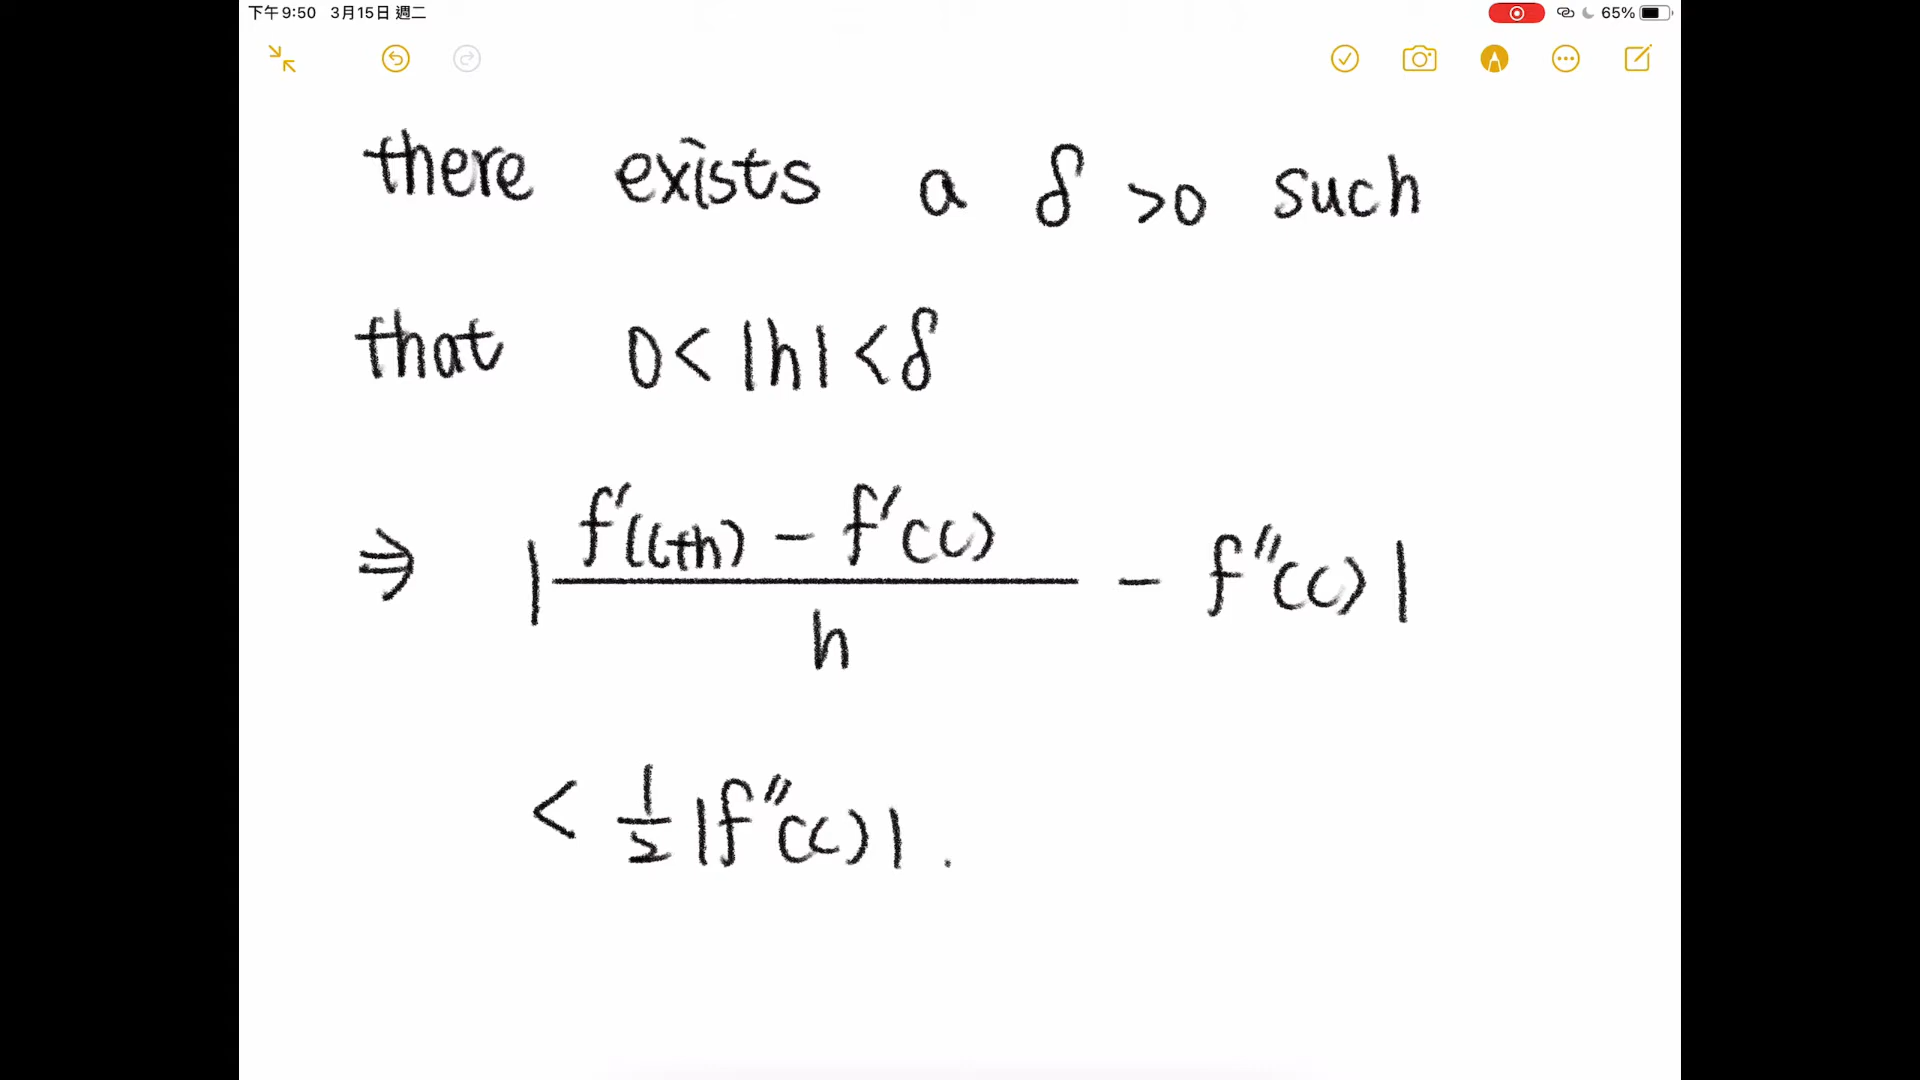 下午9:50 3月15日 週二 65%
there exists a δ >0 such
that 0< |h| <δ
⇒ | f'(c+h) - f'(c) / h - f''(c) |
< 1/2 |f''(c)| .